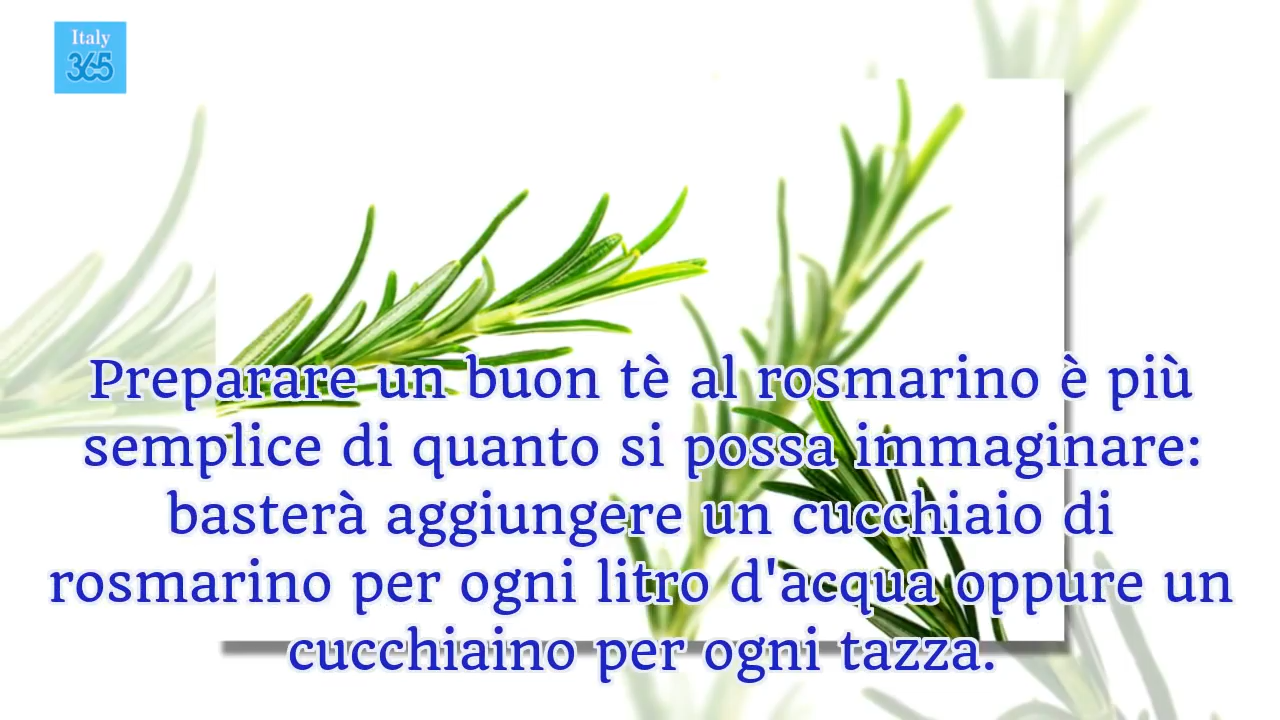 Italy
365
Preparare un buon tè al rosmarino è più
semplice di quanto si possa immaginare:
basterà aggiungere un cucchiaio di
rosmarino per ogni litro d'acqua oppure un
cucchiaino per ogni tazza.